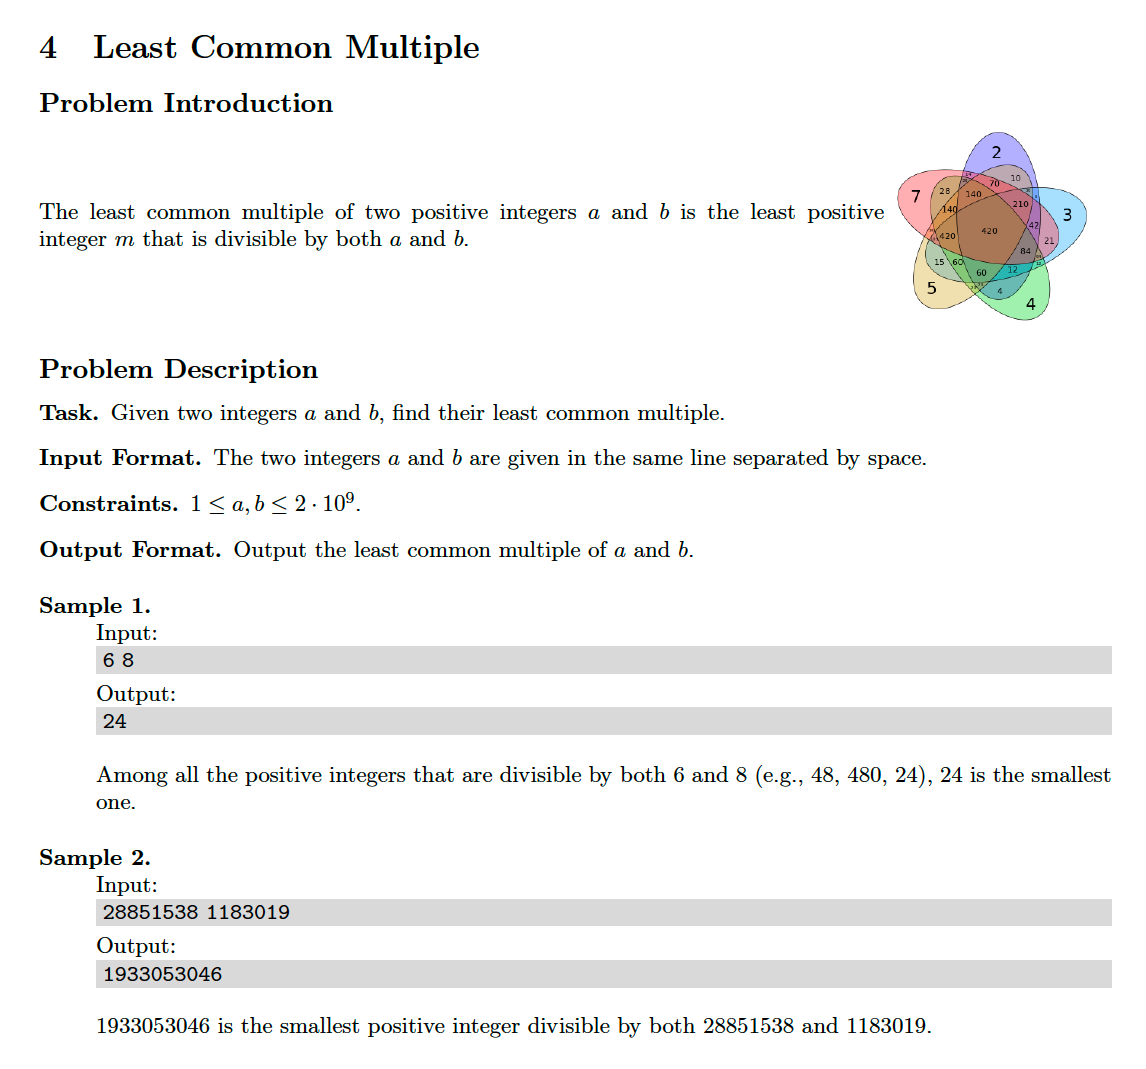 4 Least Common Multiple
Problem Introduction
The least common multiple of two positive integers a and b is the least positive
integer m that is divisible by both a and b.
2
7
28
70
10
140
210
3
140
42
420
420
21
84
15
60
12
60
5
4
4
Problem Description
Task. Given two integers a and b, find their least common multiple.
Input Format. The two integers a and b are given in the same line separated by space.
Constraints. 1 ≤ a, b ≤ 2 · 10⁹.
Output Format. Output the least common multiple of a and b.
Sample 1.
Input:
6 8
Output:
24
Among all the positive integers that are divisible by both 6 and 8 (e.g., 48, 480, 24), 24 is the smallest
one.
Sample 2.
Input:
28851538 1183019
Output:
1933053046
1933053046 is the smallest positive integer divisible by both 28851538 and 1183019.